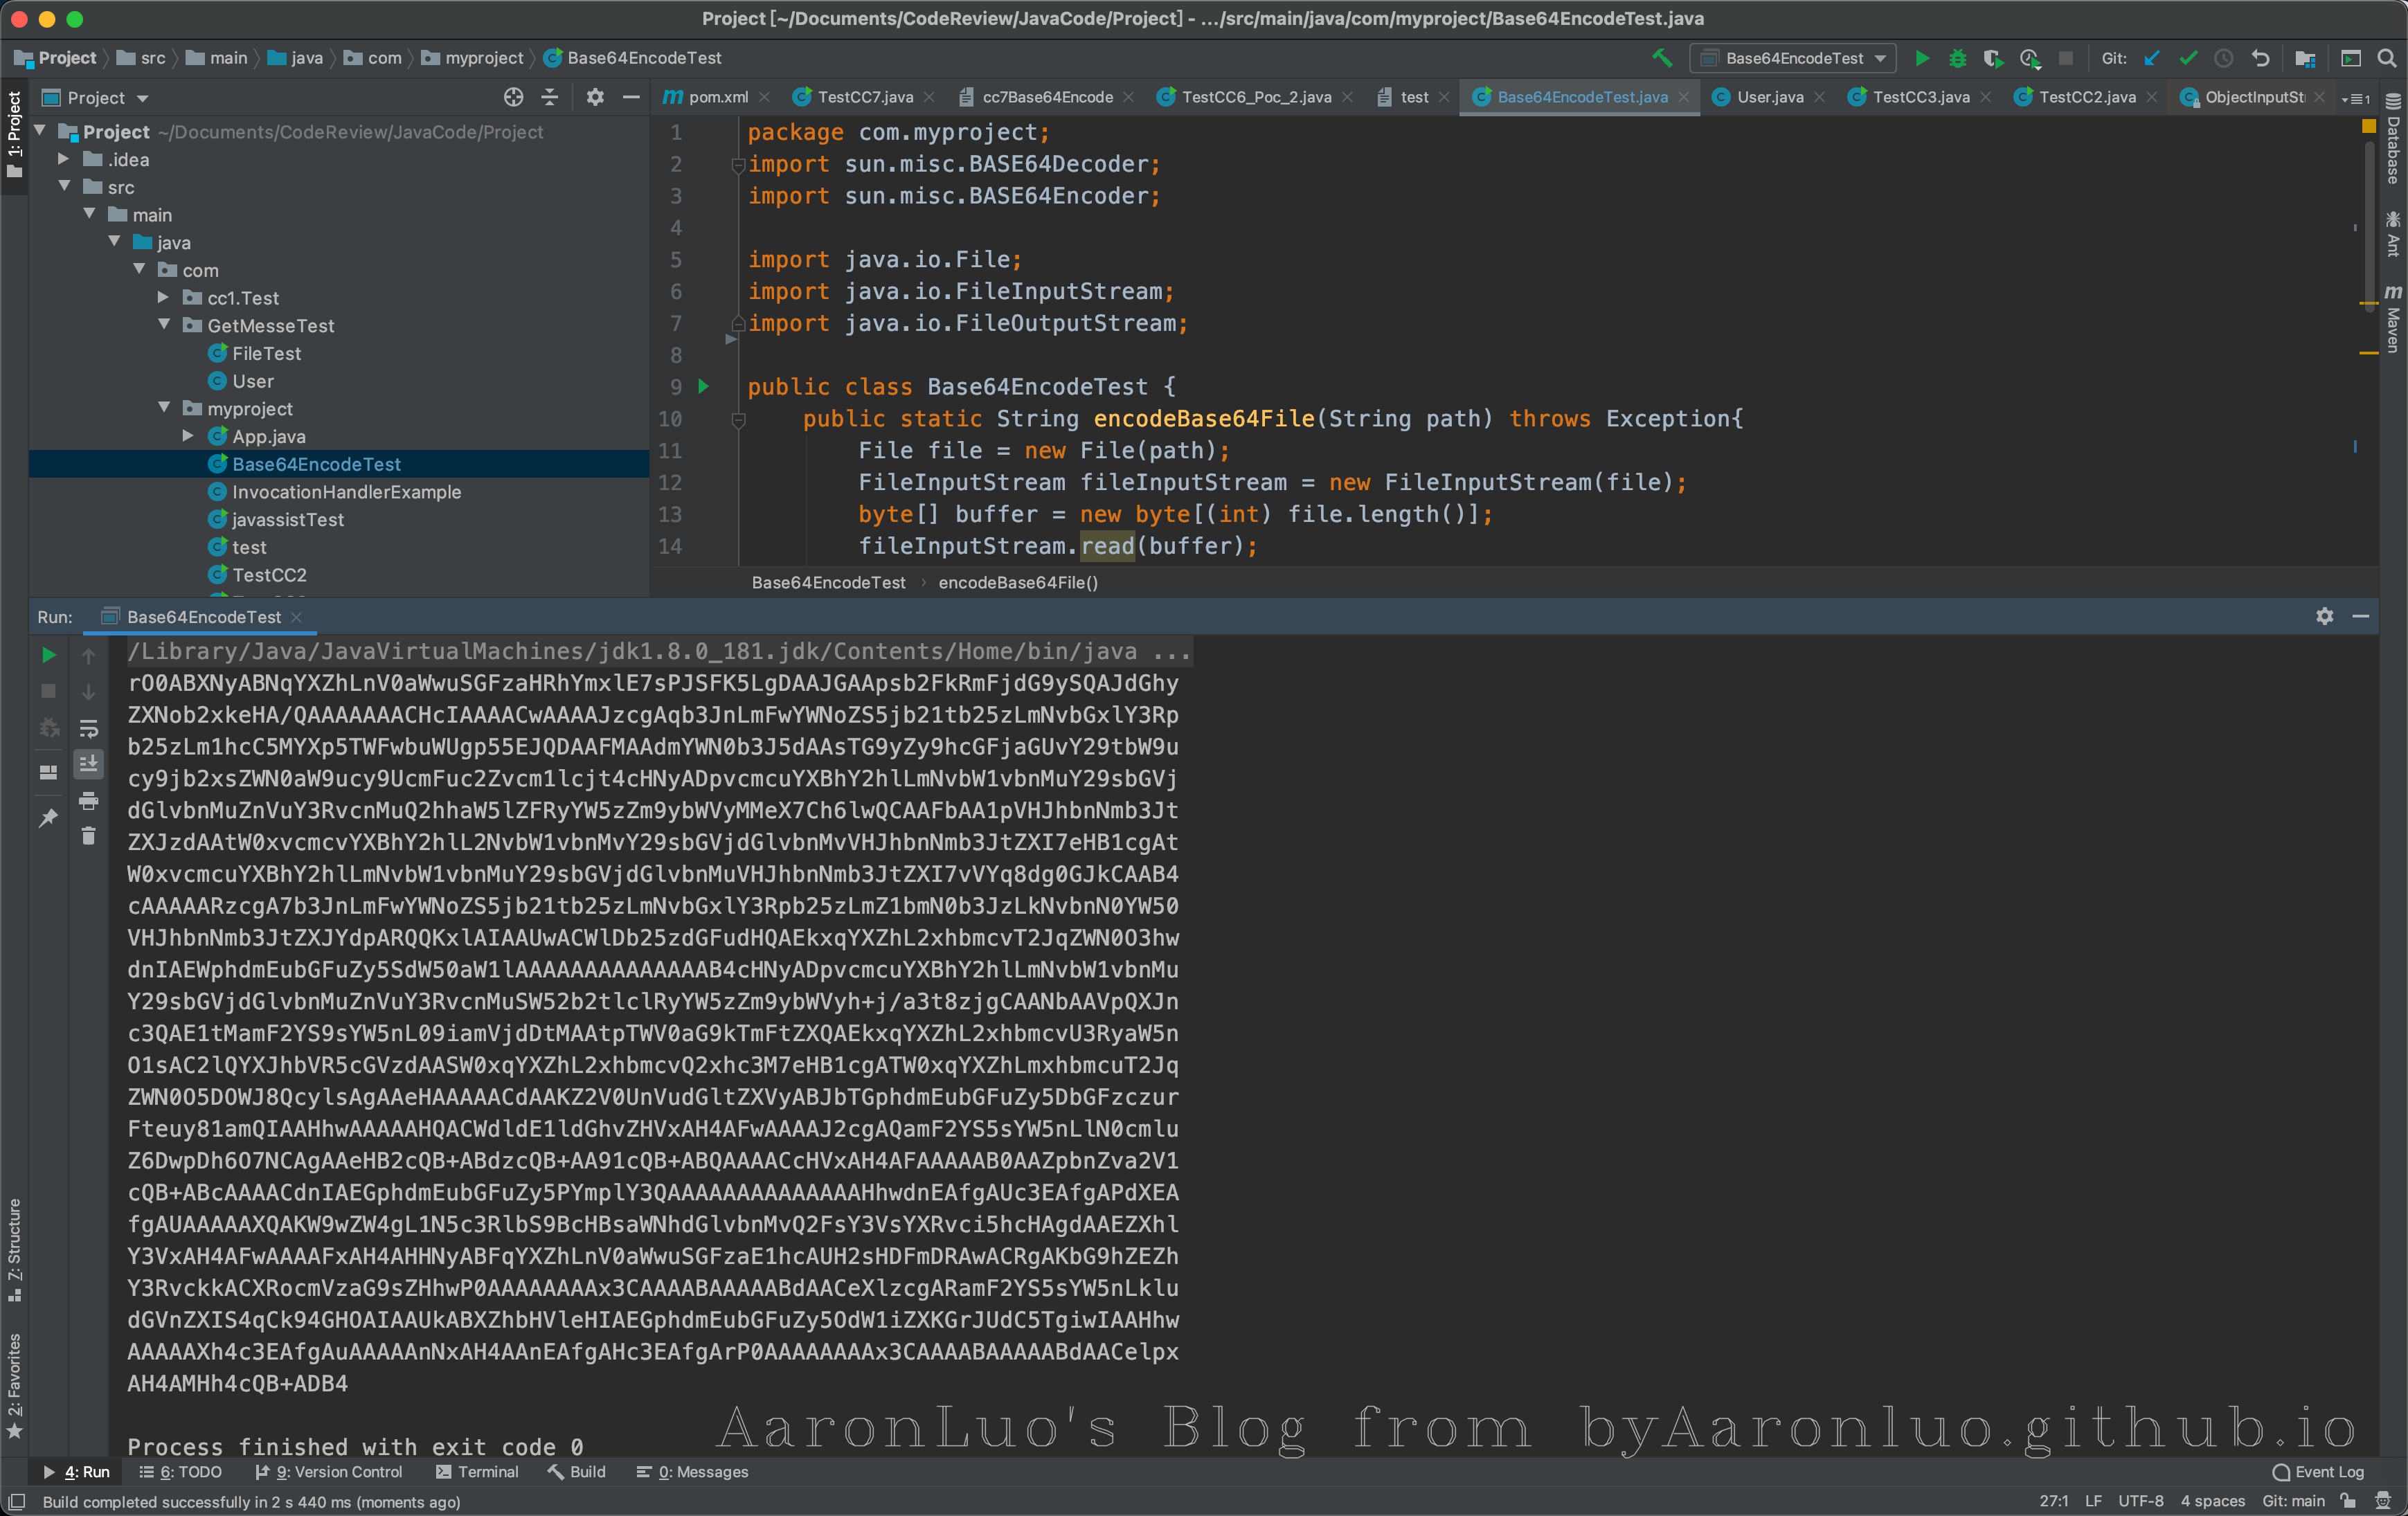 Project [~/Documents/CodeReview/JavaCode/Project] - .../src/main/java/com/myproject/Base64EncodeTest.java
Project src main java com myproject Base64EncodeTest
Base64EncodeTest Git:
1: Project
Project
pom.xml TestCC7.java cc7Base64Encode TestCC6_Poc_2.java test Base64EncodeTest.java User.java TestCC3.java TestCC2.java ObjectInputSt
Project ~/Documents/CodeReview/JavaCode/Project
.idea
src
main
java
com
cc1.Test
GetMesseTest
FileTest
User
myproject
App.java
Base64EncodeTest
InvocationHandlerExample
javassistTest
test
TestCC2
1 package com.myproject;
2 import sun.misc.BASE64Decoder;
3 import sun.misc.BASE64Encoder;
4
5 import java.io.File;
6 import java.io.FileInputStream;
7 import java.io.FileOutputStream;
8
9 public class Base64EncodeTest {
10 public static String encodeBase64File(String path) throws Exception{
11 File file = new File(path);
12 FileInputStream fileInputStream = new FileInputStream(file);
13 byte[] buffer = new byte[(int) file.length()];
14 fileInputStream.read(buffer);
Base64EncodeTest › encodeBase64File()
Database
Ant
Maven
Run: Base64EncodeTest
/Library/Java/JavaVirtualMachines/jdk1.8.0_181.jdk/Contents/Home/bin/java ...
rO0ABXNyABNqYXZhLnV0aWwuSGFzaHRhYmxlE7sPJSFK5LgDAAJGAApsb2FkRmFjdG9ySQAJdGhy
ZXNob2xkeHA/QAAAAAAACHcIAAAACwAAAAJzcgAqb3JnLmFwYWNoZS5jb21tb25zLmNvbGxlY3Rp
b25zLm1hcC5MYXp5TWFwbuWUgp55EJQDAAFMAAdmYWN0b3J5dAAsTG9yZy9hcGFjaGUvY29tbW9u
cy9jb2xsZWN0aW9ucy9UcmFuc2Zvcm1lcjt4cHNyADpvcmcuYXBhY2hlLmNvbW1vbnMuY29sbGVj
dGlvbnMuZnVuY3RvcnMuQ2hhaW5lZFRyYW5zZm9ybWVyMMeX7Ch6lwQCAAFbAA1pVHJhbnNmb3Jt
ZXJzdAAtW0xvcmcvYXBhY2hlL2NvbW1vbnMvY29sbGVjdGlvbnMvVHJhbnNmb3JtZXI7eHB1cgAt
W0xvcmcuYXBhY2hlLmNvbW1vbnMuY29sbGVjdGlvbnMuVHJhbnNmb3JtZXI7vVYq8dg0GJkCAAB4
cAAAAARzcgA7b3JnLmFwYWNoZS5jb21tb25zLmNvbGxlY3Rpb25zLmZ1bmN0b3JzLkNvbnN0YW50
VHJhbnNmb3JtZXJYdpARQQKxlAIAAUwACWlDb25zdGFudHQAEkxqYXZhL2xhbmcvT2JqZWN0O3hw
dnIAEWphdmEubGFuZy5SdW50aW1lAAAAAAAAAAAAAAB4cHNyADpvcmcuYXBhY2hlLmNvbW1vbnMu
Y29sbGVjdGlvbnMuZnVuY3RvcnMuSW52b2tlclRyYW5zZm9ybWVyh+j/a3t8zjgCAANbAAVpQXJn
c3QAE1tMamF2YS9sYW5nL09iamVjdDtMAAtpTWV0aG9kTmFtZXQAEkxqYXZhL2xhbmcvU3RyaW5n
O1sAC2lQYXJhbVR5cGVzdAASW0xqYXZhL2xhbmcvQ2xhc3M7eHB1cgATW0xqYXZhLmxhbmcuT2Jq
ZWN0O5DOWJ8QcylsAgAAeHAAAAACdAAKZ2V0UnVudGltZXVyABJbTGphdmEubGFuZy5DbGFzczur
Fteuy81amQIAAHhwAAAAAHQACWdldE1ldGhvZHVxAH4AFwAAAAJ2cgAQamF2YS5sYW5nLlN0cmlu
Z6DwpDh6O7NCAgAAeHB2cQB+ABdzcQB+AA91cQB+ABQAAAACcHVxAH4AFAAAAAB0AAZpbnZva2V1
cQB+ABcAAAACdnIAEGphdmEubGFuZy5PYmplY3QAAAAAAAAAAAAAAHhwdnEAfgAUc3EAfgAPdXEA
fgAUAAAAAXQAKW9wZW4gL1N5c3RlbS9BcHBsaWNhdGlvbnMvQ2FsY3VsYXRvci5hcHAgdAAEZXhl
Y3VxAH4AFwAAAAFxAH4AHHNyABFqYXZhLnV0aWwuSGFzaE1hcAUH2sHDFmDRAwACRgAKbG9hZEZh
Y3RvckkACXRocmVzaG9sZHhwP0AAAAAAAAx3CAAAABAAAAABdAACeXlzcgARamF2YS5sYW5nLklu
dGVnZXIS4qCk94GHOAIAAUkABXZhbHVleHIAEGphdmEubGFuZy5OdW1iZXKGrJUdC5TgiwIAAHhw
AAAAAXh4c3EAfgAuAAAAAnNxAH4AAnEAfgAHc3EAfgArP0AAAAAAAAx3CAAAABAAAAABdAACelpx
AH4AMHh4cQB+ADB4
Process finished with exit code 0
AaronLuo's Blog from byAaronluo.github.io
7: Structure
2: Favorites
4: Run 6: TODO 9: Version Control Terminal Build 0: Messages Event Log
Build completed successfully in 2 s 440 ms (moments ago) 27:1 LF UTF-8 4 spaces Git: main